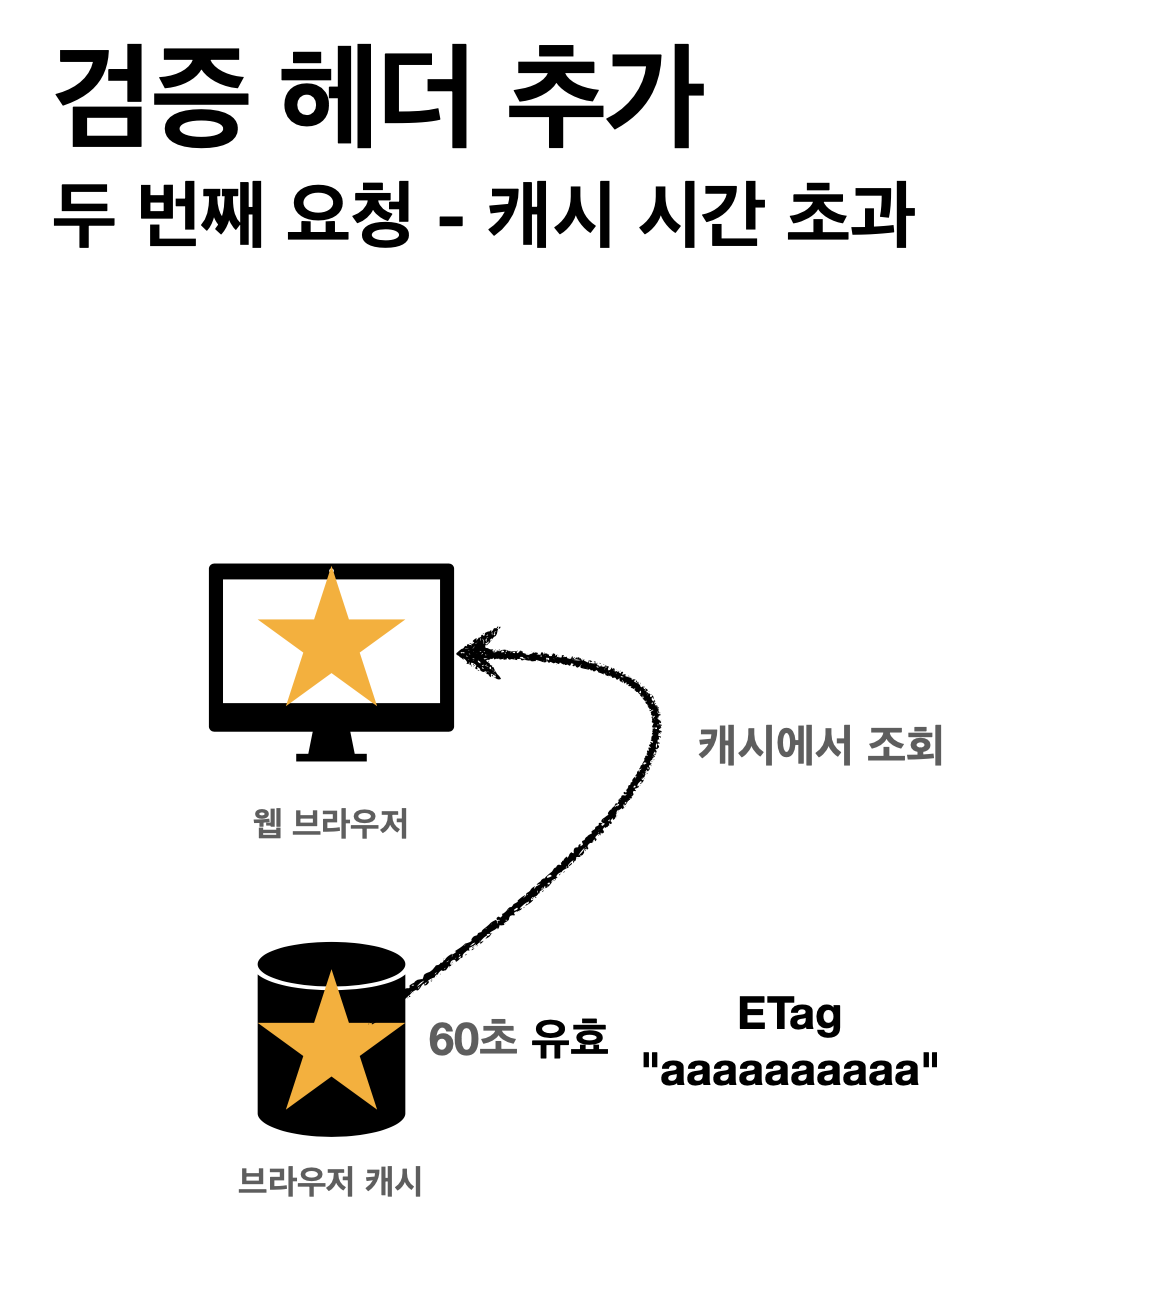 검증 헤더 추가
두 번째 요청 - 캐시 시간 초과
캐시에서 조회
웹 브라우저
60초 유효
ETag
"aaaaaaaaaa"
브라우저 캐시